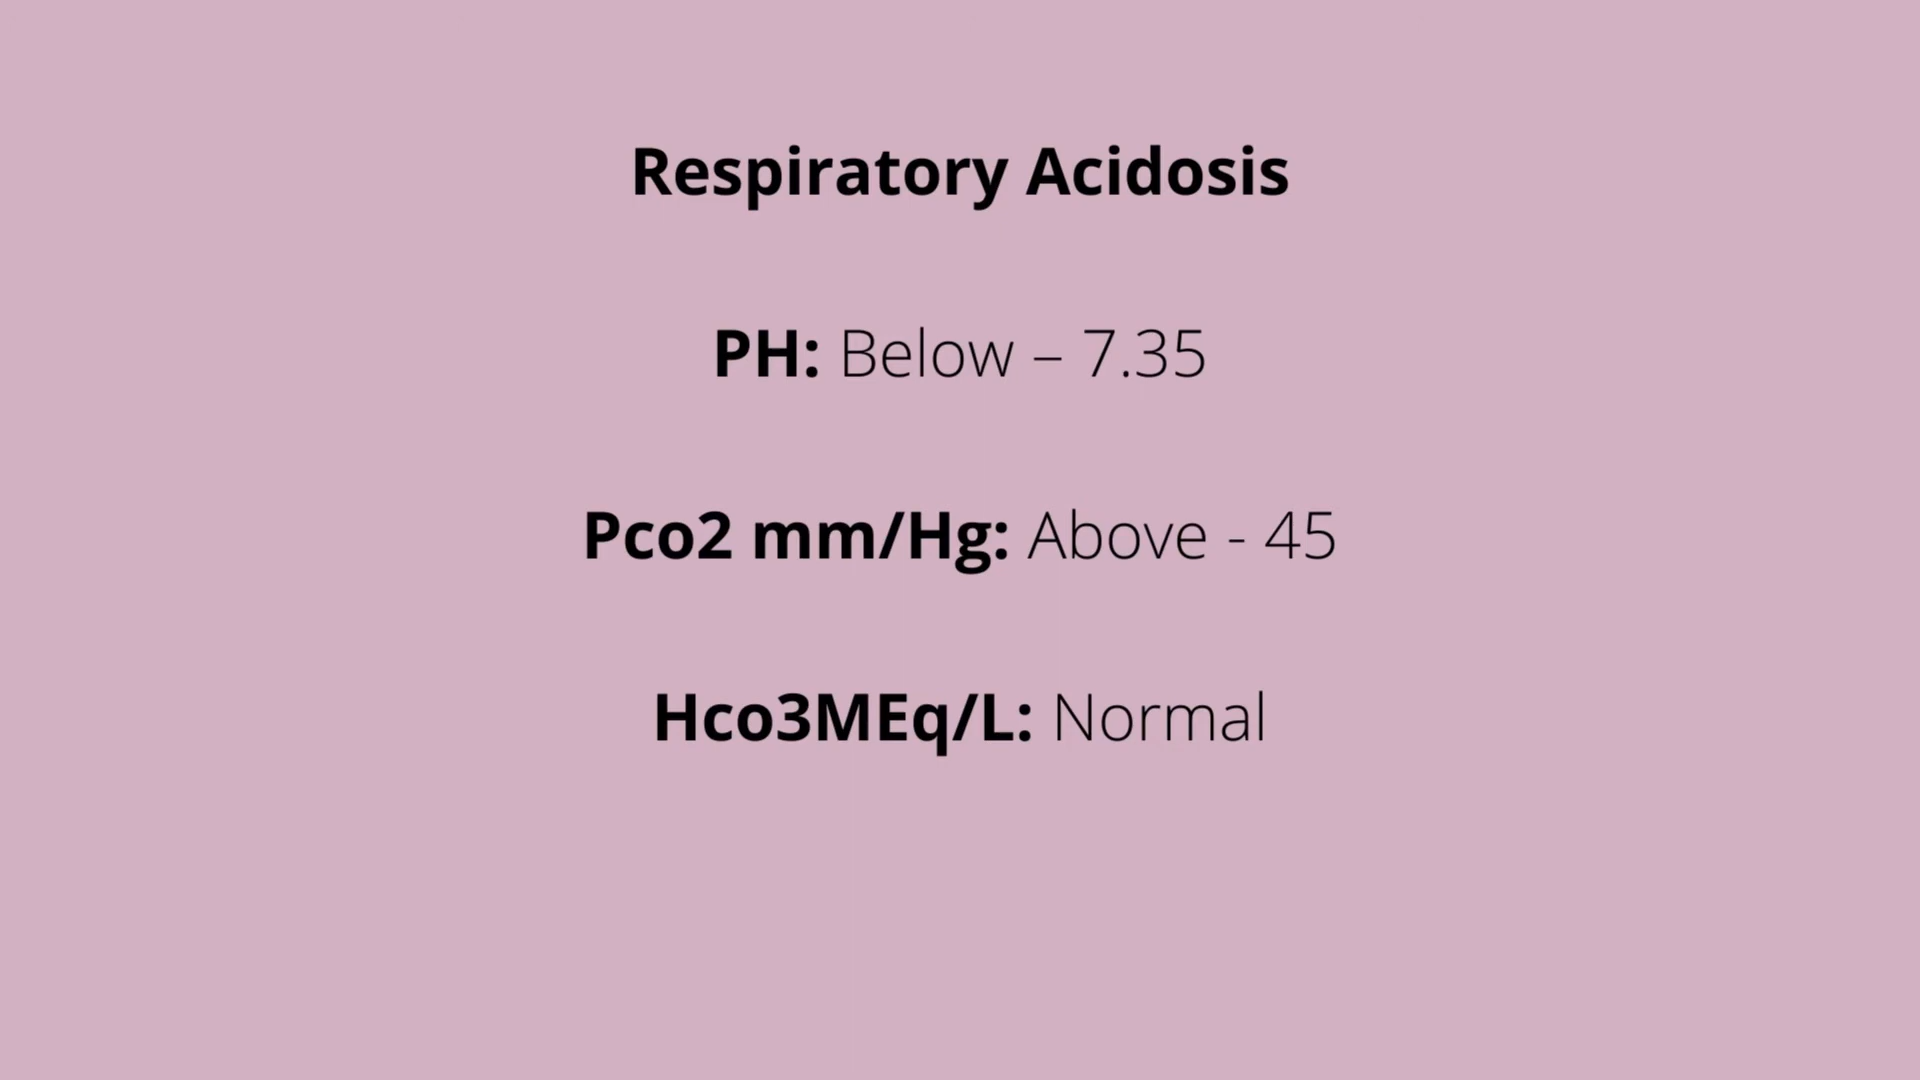 Respiratory Acidosis
PH: Below – 7.35
Pco2 mm/Hg: Above - 45
Hco3MEq/L: Normal